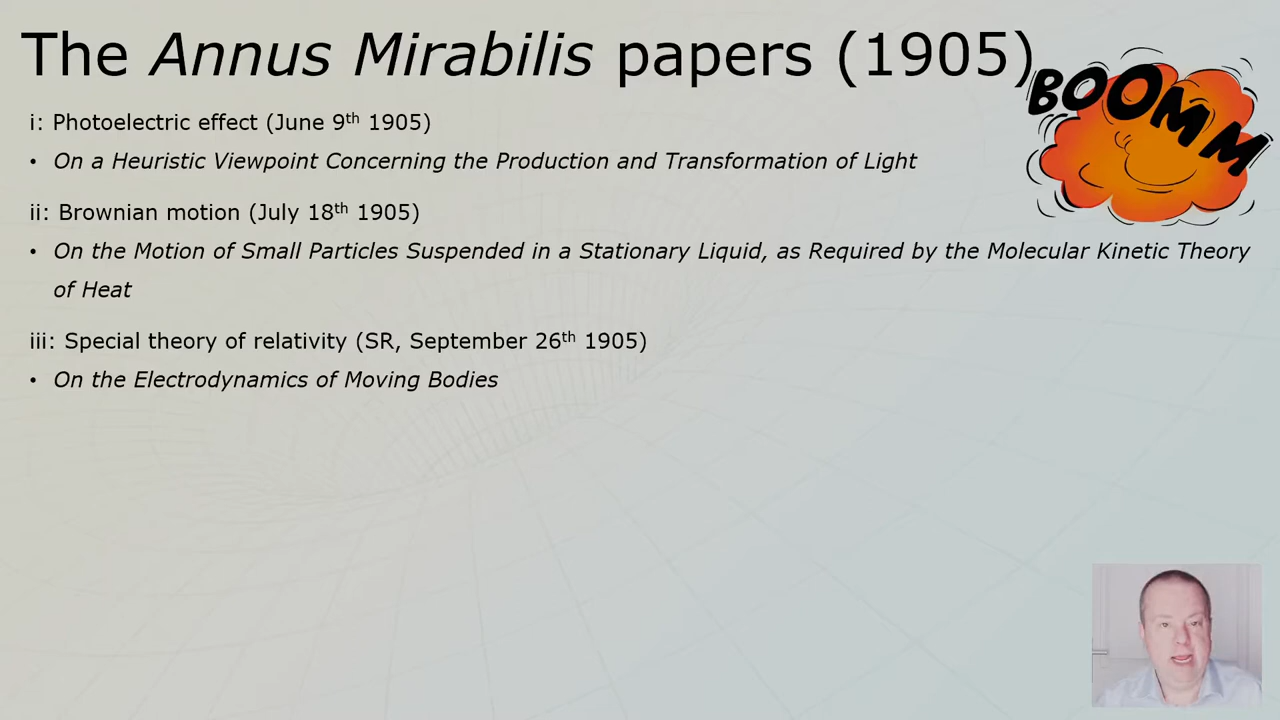 The Annus Mirabilis papers (1905)
BOOMM
i: Photoelectric effect (June 9th 1905)
• On a Heuristic Viewpoint Concerning the Production and Transformation of Light
ii: Brownian motion (July 18th 1905)
• On the Motion of Small Particles Suspended in a Stationary Liquid, as Required by the Molecular Kinetic Theory
of Heat
iii: Special theory of relativity (SR, September 26th 1905)
• On the Electrodynamics of Moving Bodies